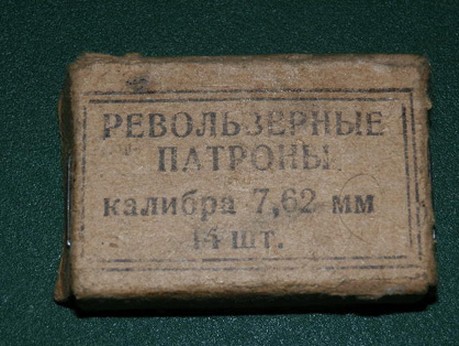 РЕВОЛЬВЕРНЫЕ
ПАТРОНЫ
калибра 7,62 мм
14 шт.